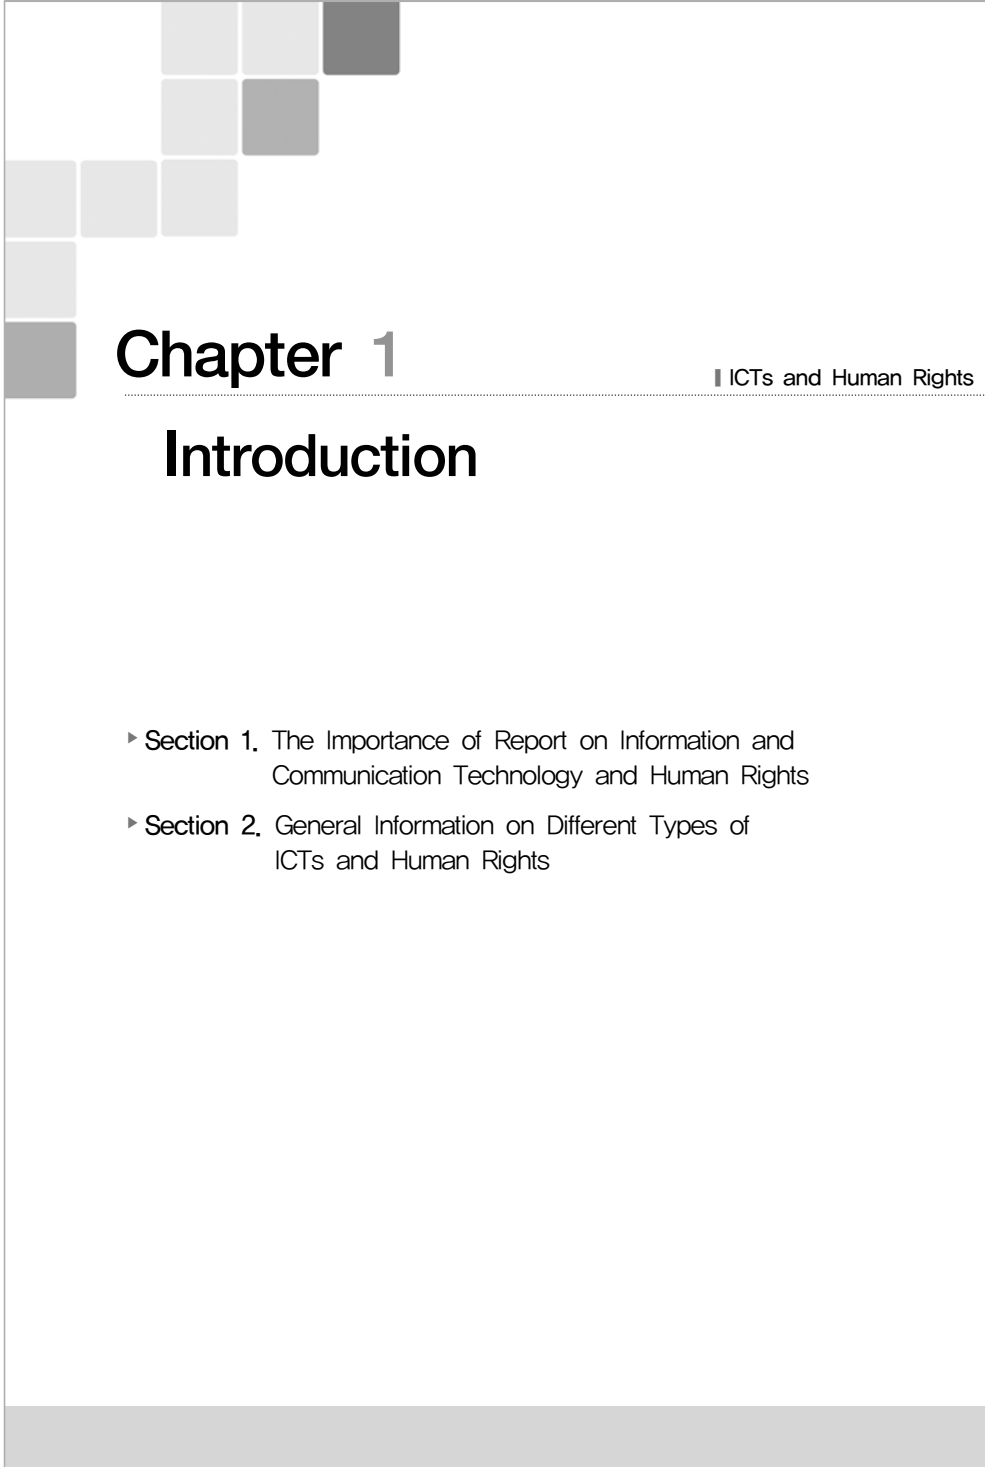 Chapter 1
ICTs and Human Rights
Introduction
Section 1. The Importance of Report on Information and
Communication Technology and Human Rights
Section 2. General Information on Different Types of
ICTs and Human Rights